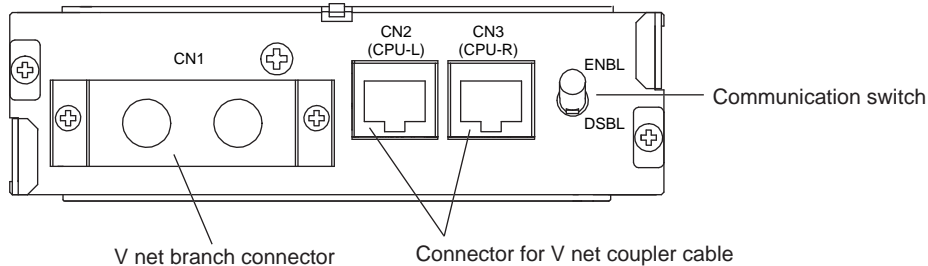 CN1
CN2
(CPU-L)
CN3
(CPU-R)
ENBL
DSBL
Communication switch
V net branch connector
Connector for V net coupler cable